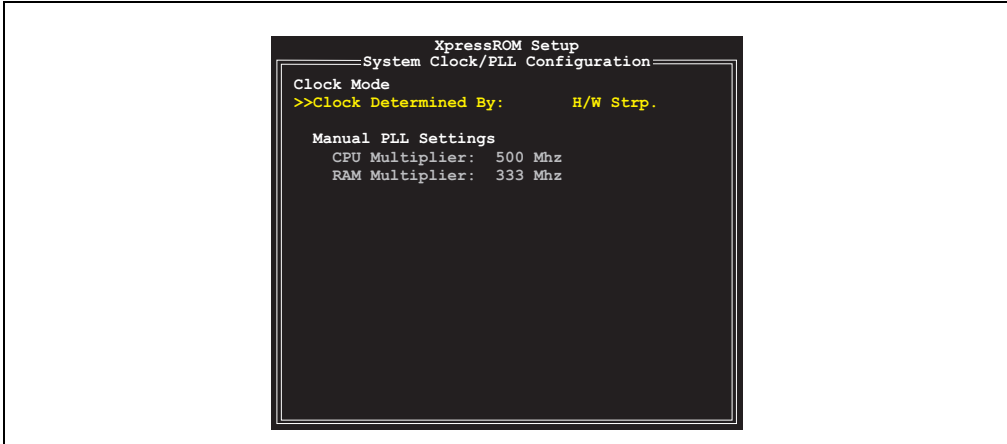 XpressROM Setup
System Clock/PLL Configuration
Clock Mode
>>Clock Determined By: H/W Strp.
Manual PLL Settings
CPU Multiplier: 500 Mhz
RAM Multiplier: 333 Mhz